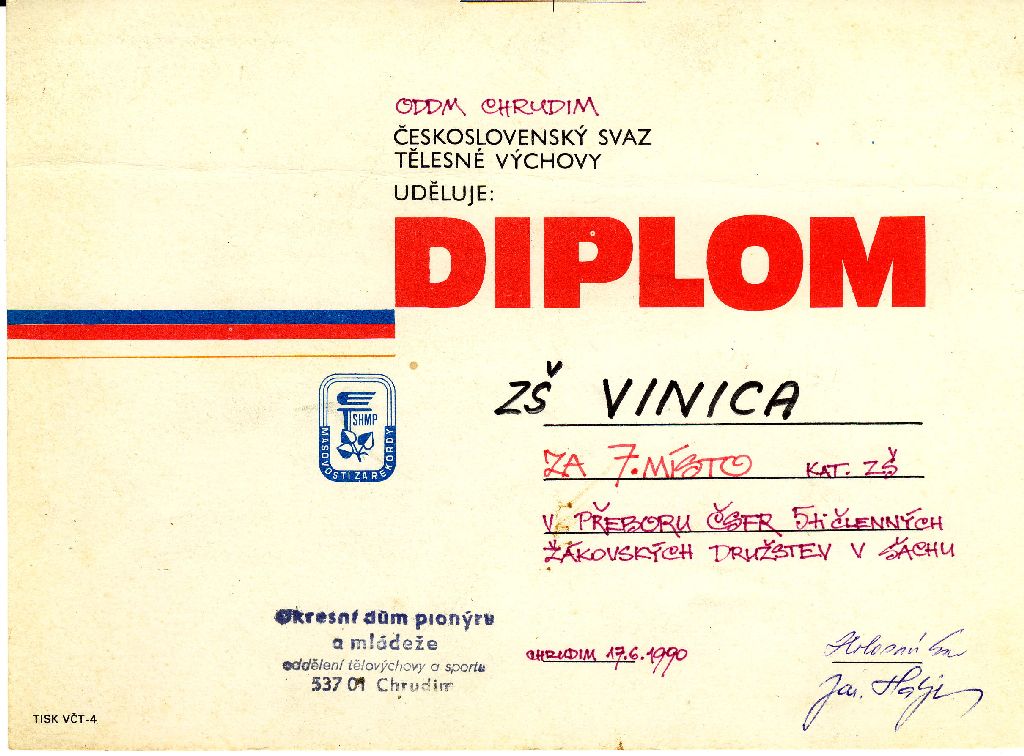 ODDM CHRUDIM
ČESKOSLOVENSKÝ SVAZ
TĚLESNÉ VÝCHOVY
UDĚLUJE:
DIPLOM
ZŠ VINICA
SHMP
MASOVOSTÍ ZA REKORDY
ZA 7. MÍSTO KAT. ZŠ
V PŘEBORU ČSFR 5ti ČLENNÝCH
ŽÁKOVSKÝCH DRUŽSTEV V ŠACHU
Okresní dům pionýrů
a mládeže
oddělení tělovýchovy a sportu
537 01 Chrudim
CHRUDIM 17.6.1990
Jar.
TISK VČT-4